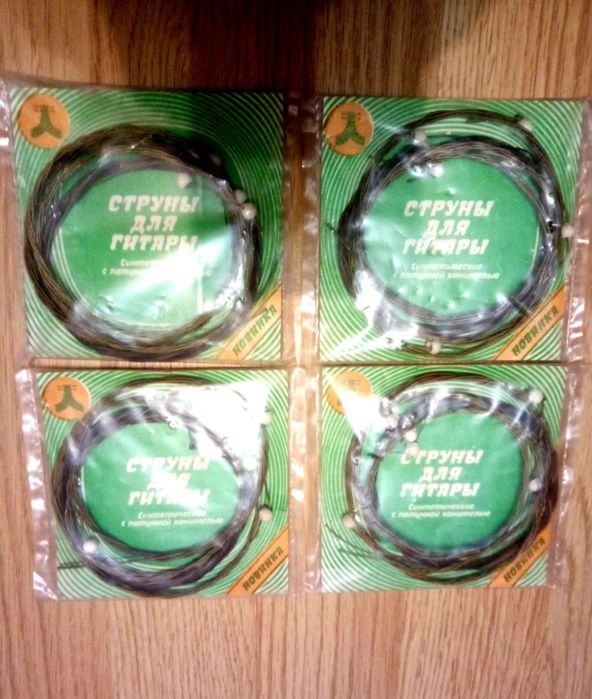 СТРУНЫ
ДЛЯ
ГИТАРЫ
Синтетические
с латунной канителью
НОВИНКА
СТРУНЫ
ДЛЯ
ГИТАРЫ
Синтетические
с латунной канителью
НОВИНКА
СТРУНЫ
ДЛЯ
ГИТАРЫ
Синтетические
с латунной канителью
НОВИНКА
СТРУНЫ
ДЛЯ
ГИТАРЫ
Синтетические
с латунной канителью
НОВИНКА